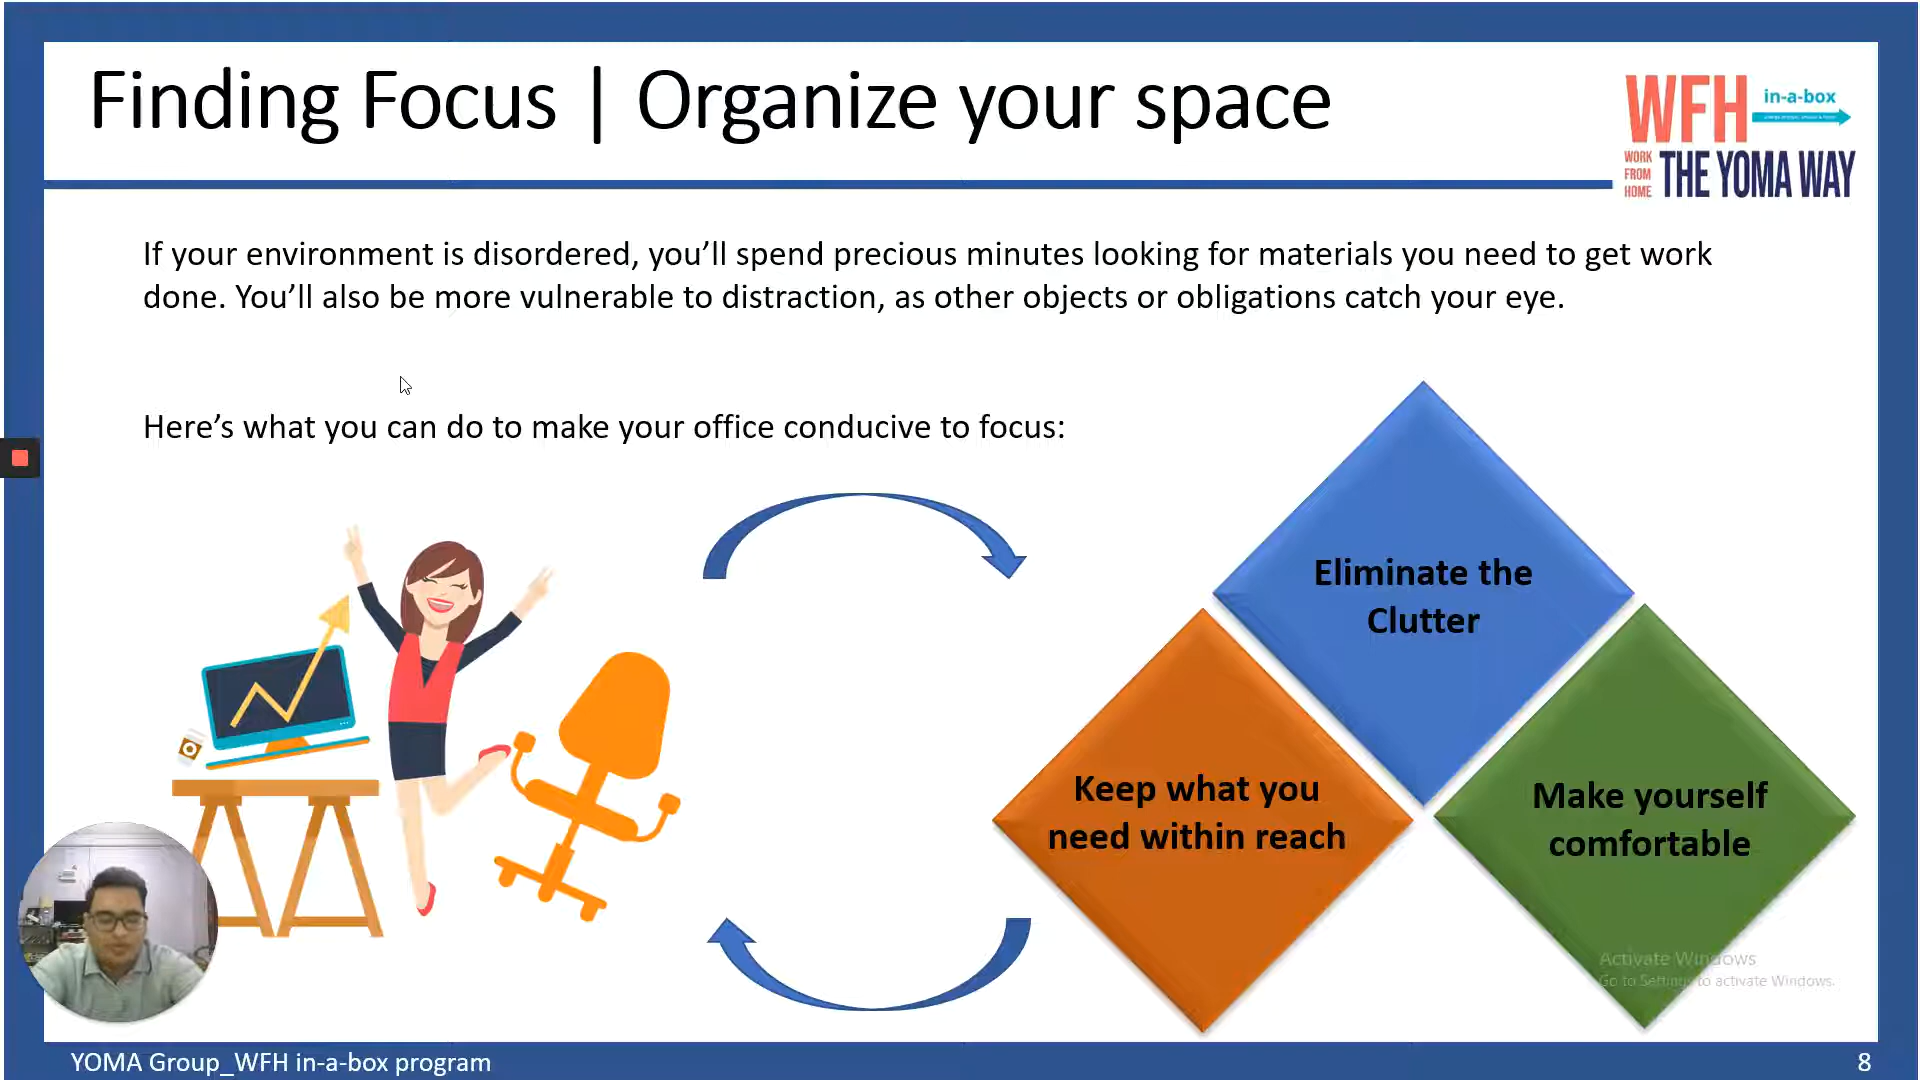 Finding Focus | Organize your space
WFH
in-a-box
WORK
FROM
HOME
THE YOMA WAY
If your environment is disordered, you’ll spend precious minutes looking for materials you need to get work
done. You’ll also be more vulnerable to distraction, as other objects or obligations catch your eye.
Here’s what you can do to make your office conducive to focus:
Eliminate the
Clutter
Keep what you
need within reach
Make yourself
comfortable
Activate Windows
Go to Settings to activate Windows.
YOMA Group_WFH in-a-box program
8